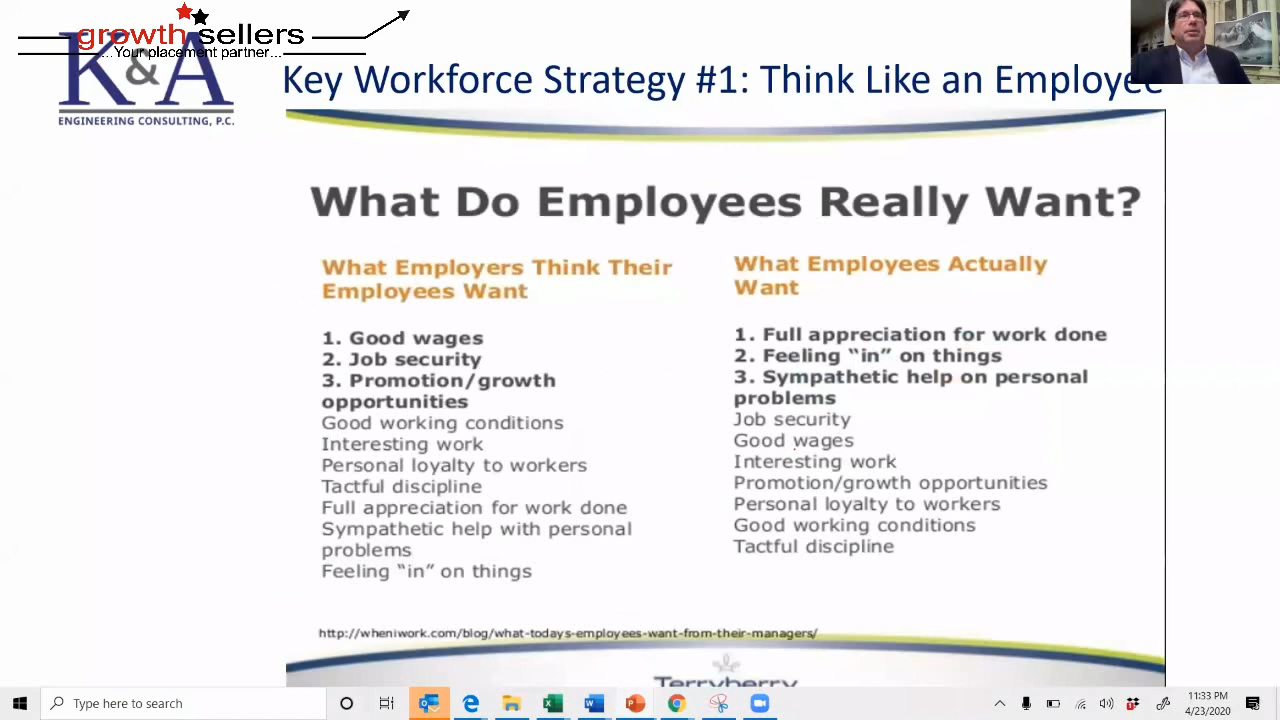 growth sellers
...Your placement partner...
K&A
ENGINEERING CONSULTING, P.C.
Key Workforce Strategy #1: Think Like an Employee
What Do Employees Really Want?
What Employers Think Their
Employees Want
1. Good wages
2. Job security
3. Promotion/growth
opportunities
Good working conditions
Interesting work
Personal loyalty to workers
Tactful discipline
Full appreciation for work done
Sympathetic help with personal
problems
Feeling “in” on things
What Employees Actually
Want
1. Full appreciation for work done
2. Feeling “in” on things
3. Sympathetic help on personal
problems
Job security
Good wages
Interesting work
Promotion/growth opportunities
Personal loyalty to workers
Good working conditions
Tactful discipline
http://wheniwork.com/blog/what-todays-employees-want-from-their-managers/
Terryberry
Type here to search
11:33 PM
4/23/2020